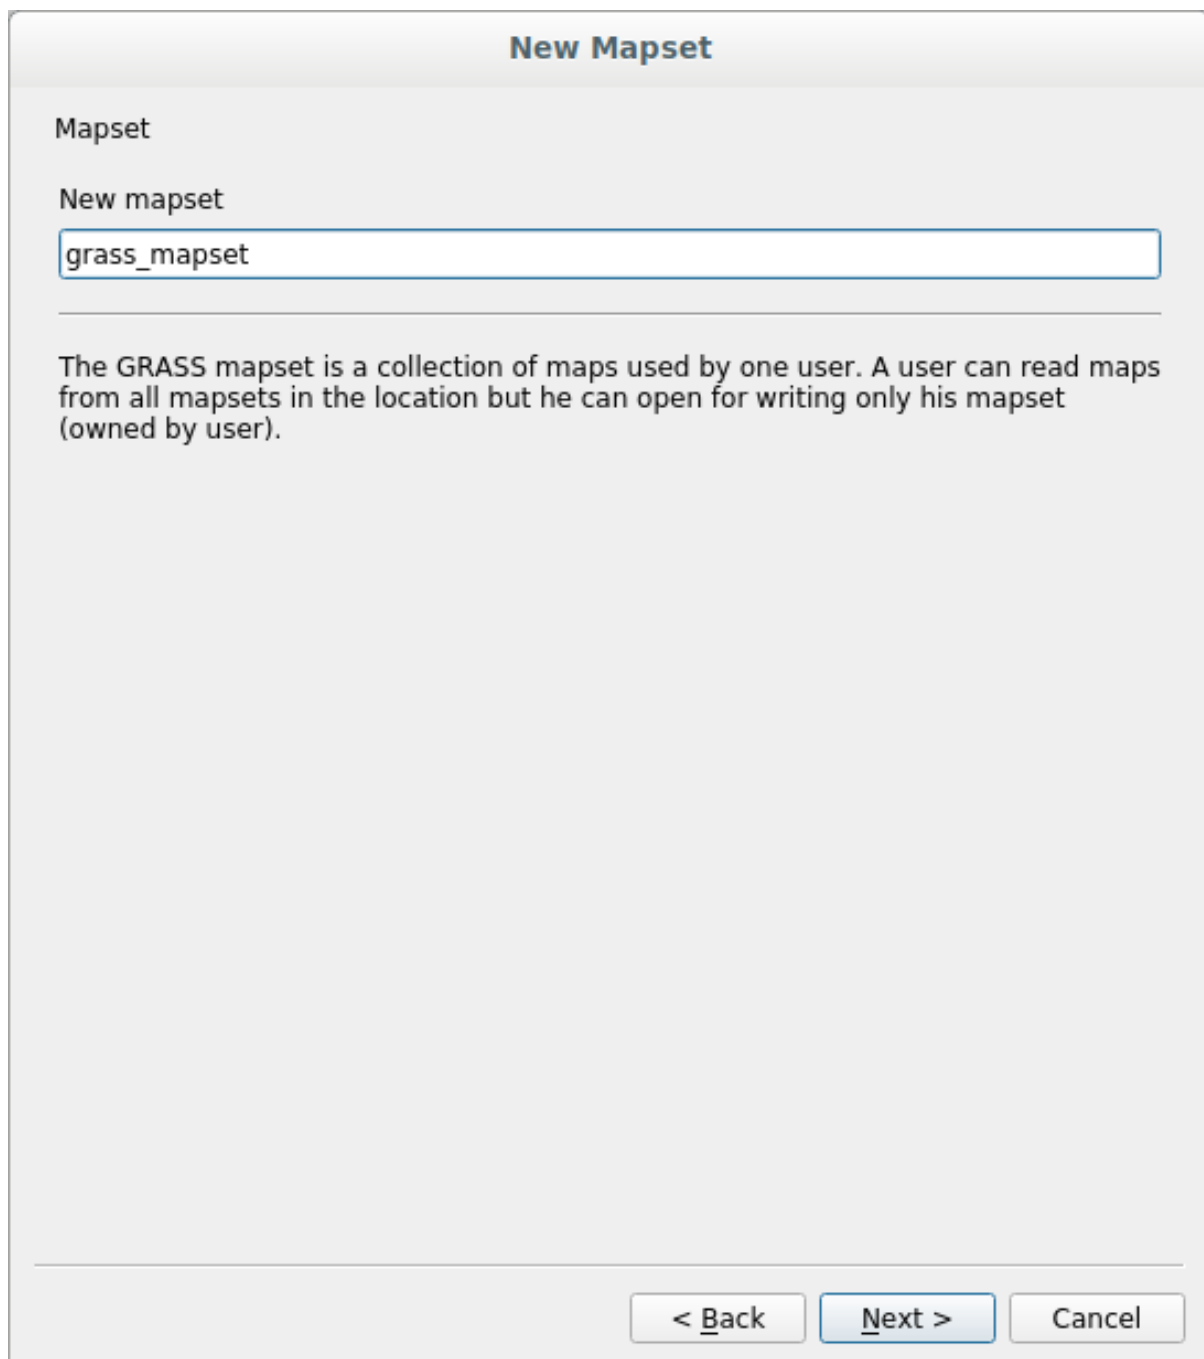 New Mapset
Mapset
New mapset
grass_mapset
The GRASS mapset is a collection of maps used by one user. A user can read maps
from all mapsets in the location but he can open for writing only his mapset
(owned by user).
< Back Next > Cancel